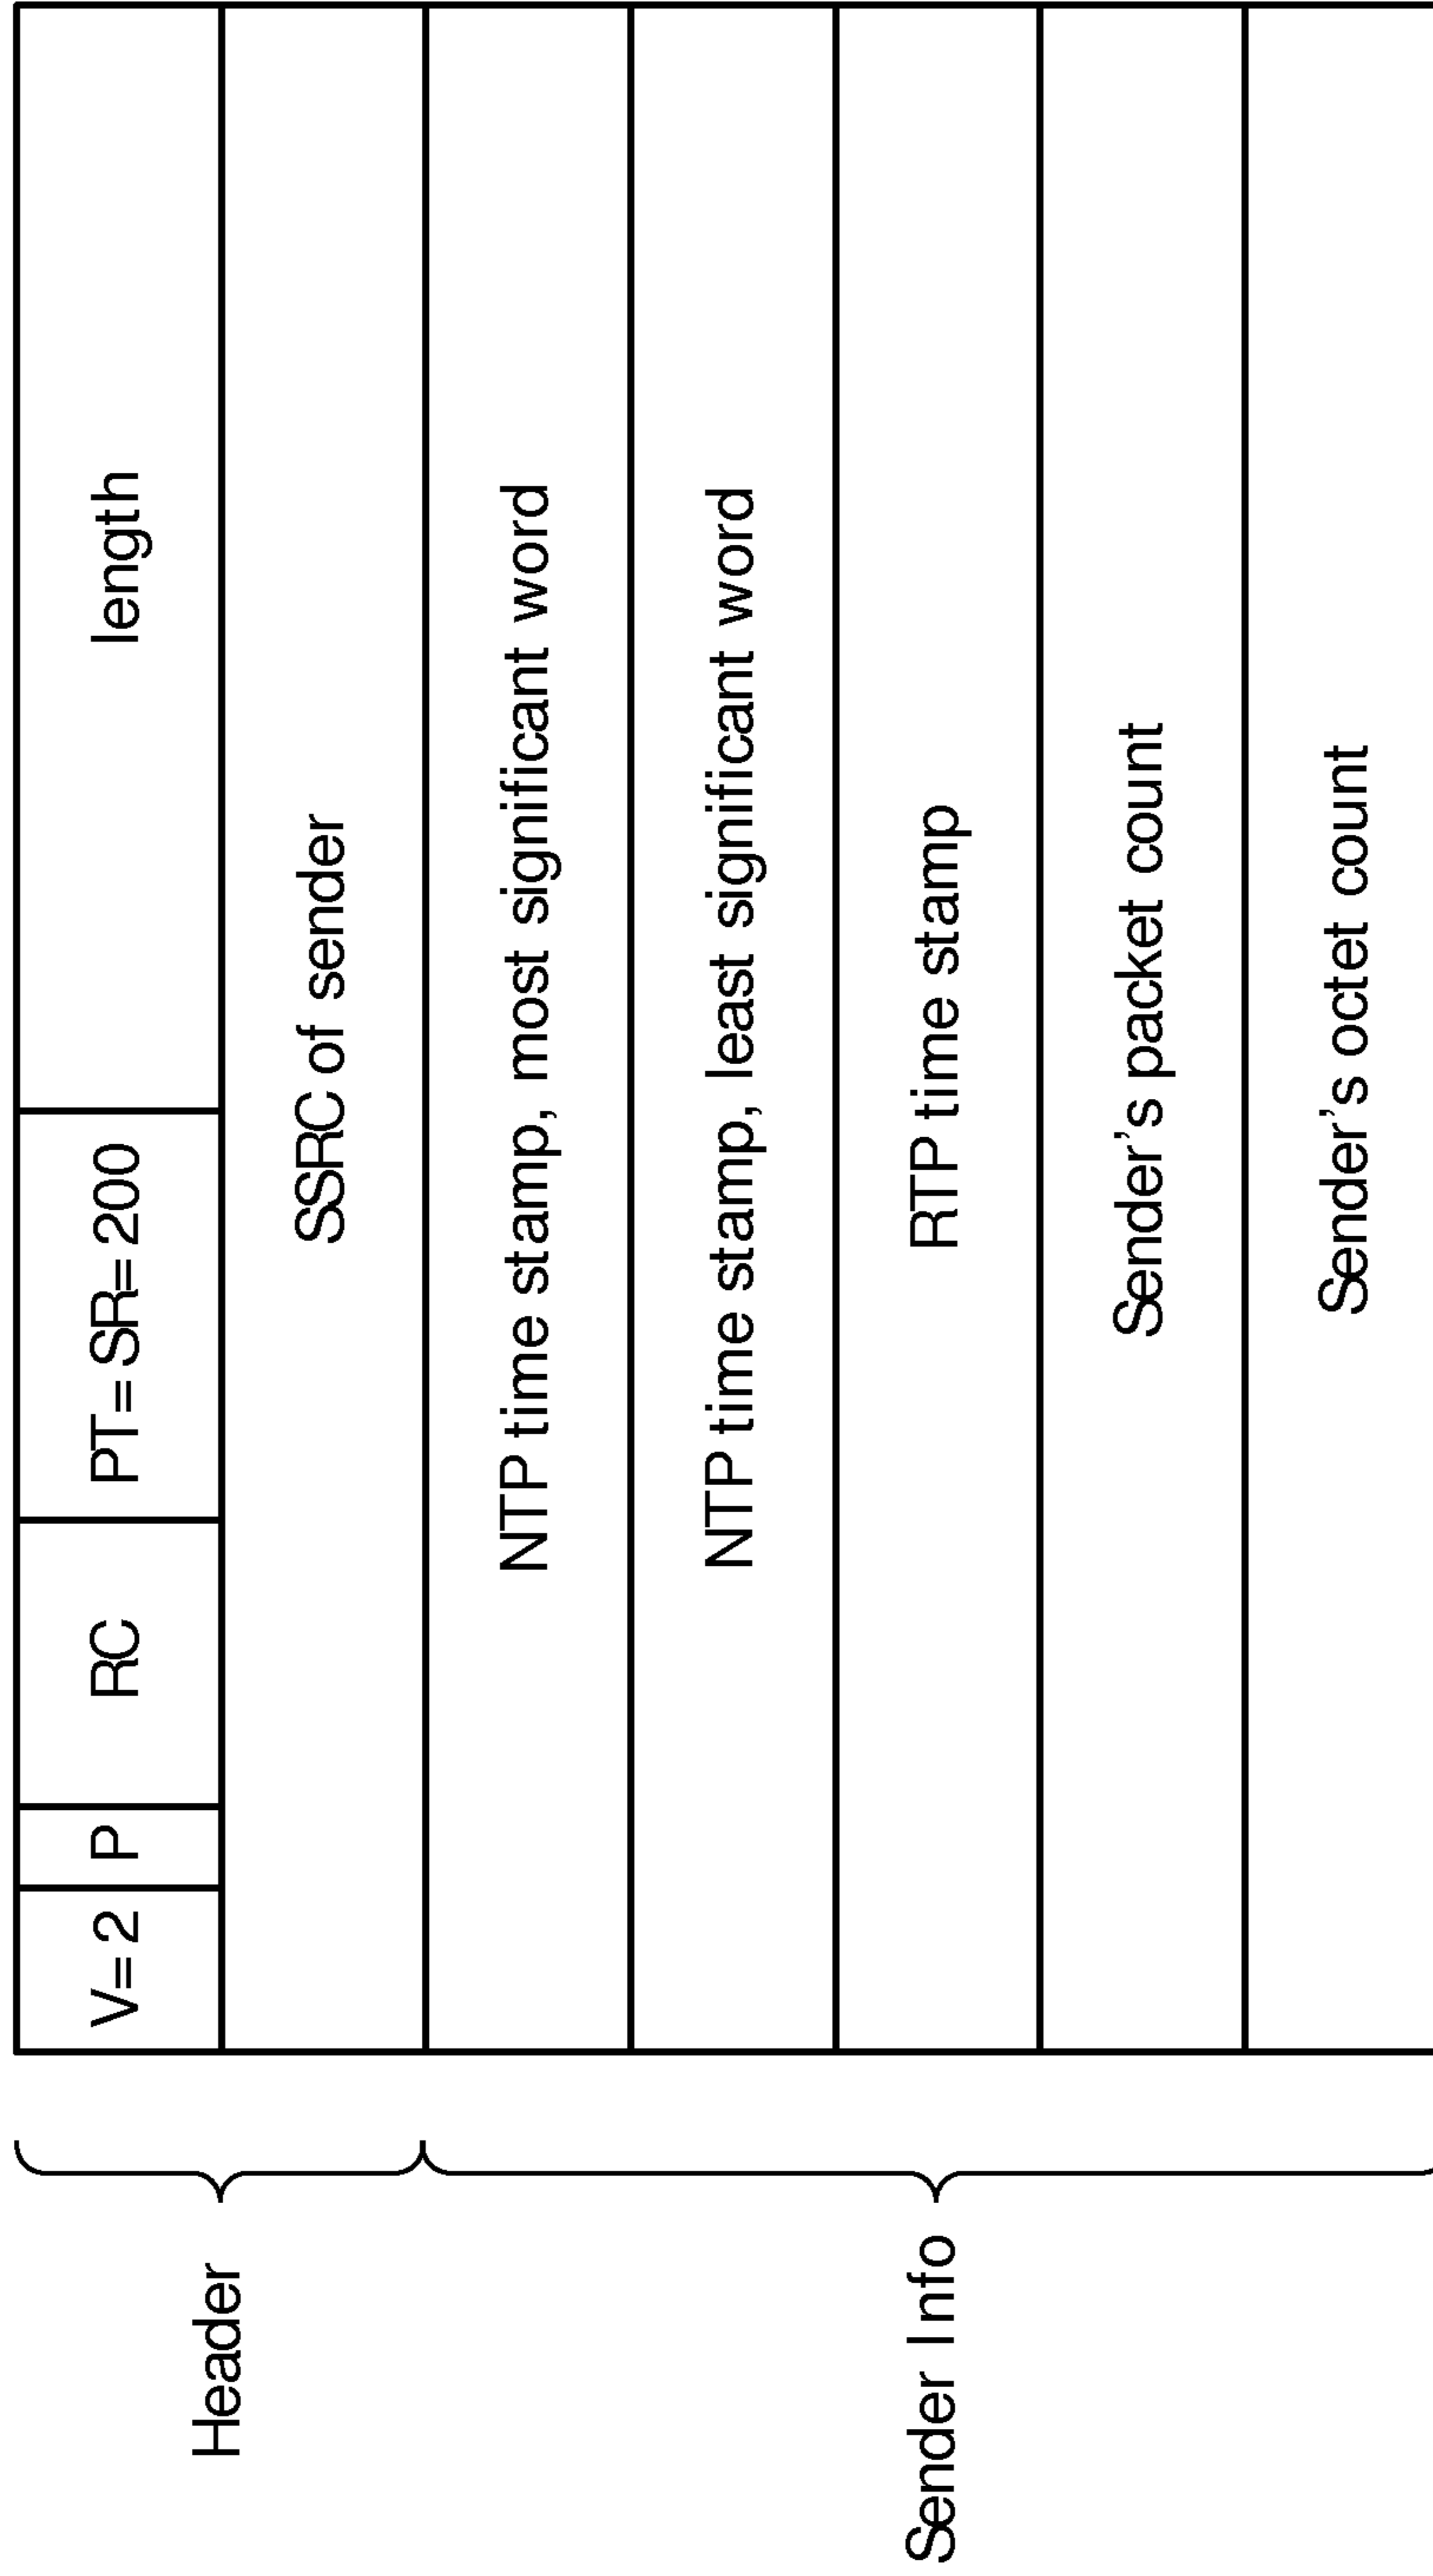 Header
V=2 P RC PT=SR=200 length
SSRC of sender
Sender Info
NTP time stamp, most significant word
NTP time stamp, least significant word
RTP time stamp
Sender's packet count
Sender's octet count